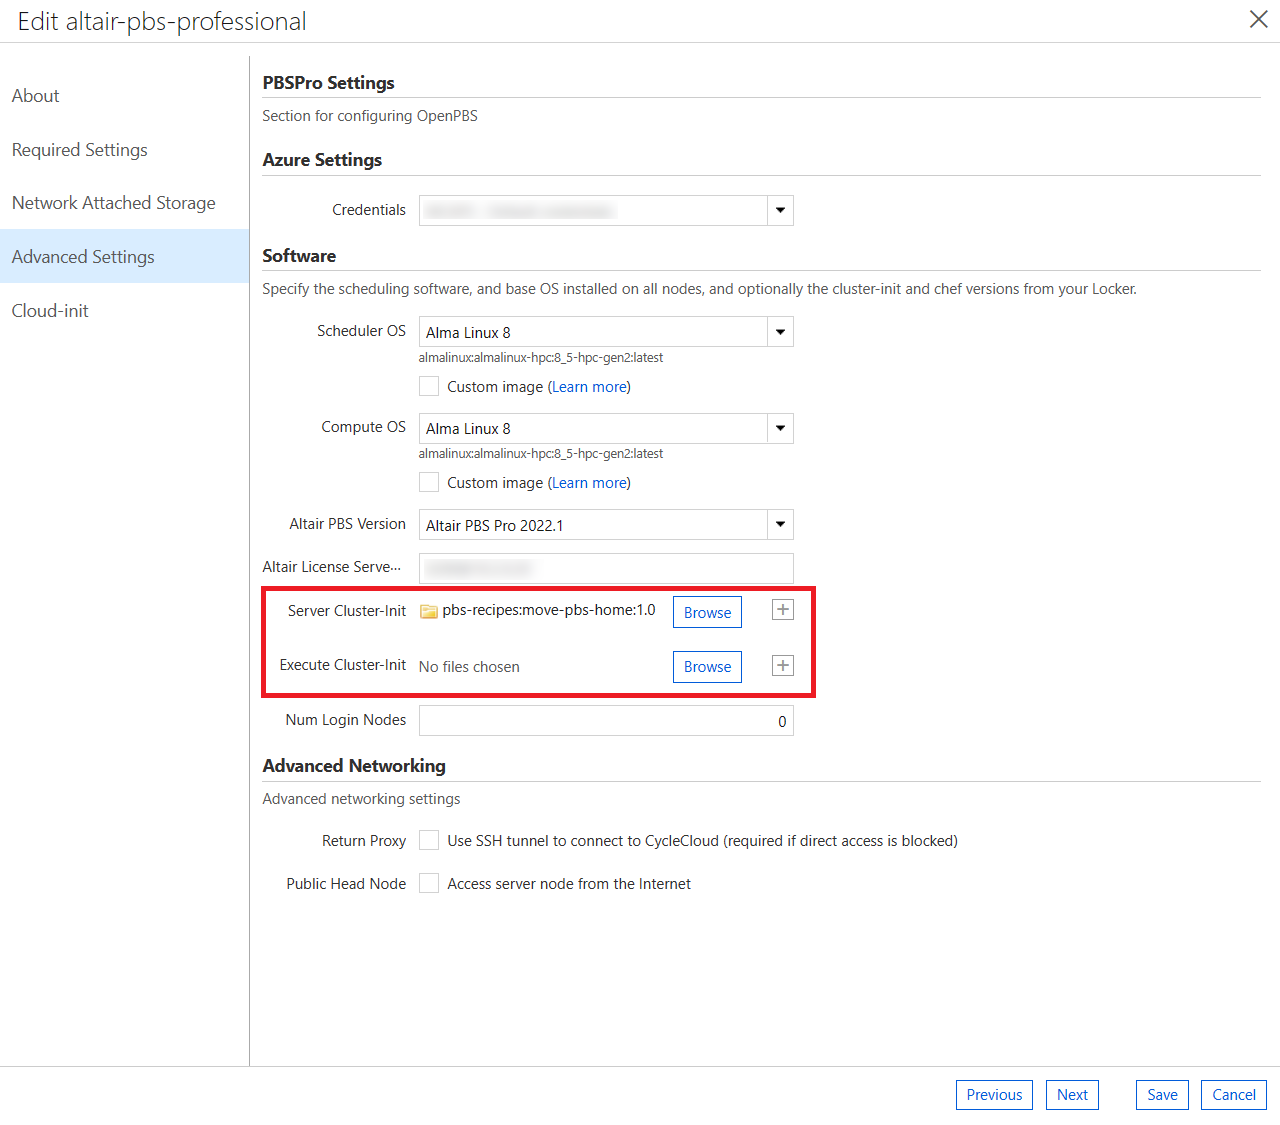 Edit altair-pbs-professional
About
Required Settings
Network Attached Storage
Advanced Settings
Cloud-init
PBSPro Settings
Section for configuring OpenPBS
Azure Settings
Credentials
Software
Specify the scheduling software, and base OS installed on all nodes, and optionally the cluster-init and chef versions from your Locker.
Scheduler OS Alma Linux 8
almalinux:almalinux-hpc:8_5-hpc-gen2:latest
Custom image (Learn more)
Compute OS Alma Linux 8
almalinux:almalinux-hpc:8_5-hpc-gen2:latest
Custom image (Learn more)
Altair PBS Version Altair PBS Pro 2022.1
Altair License Serve...
Server Cluster-Init pbs-recipes:move-pbs-home:1.0 Browse
Execute Cluster-Init No files chosen Browse
Num Login Nodes 0
Advanced Networking
Advanced networking settings
Return Proxy Use SSH tunnel to connect to CycleCloud (required if direct access is blocked)
Public Head Node Access server node from the Internet
Previous Next Save Cancel